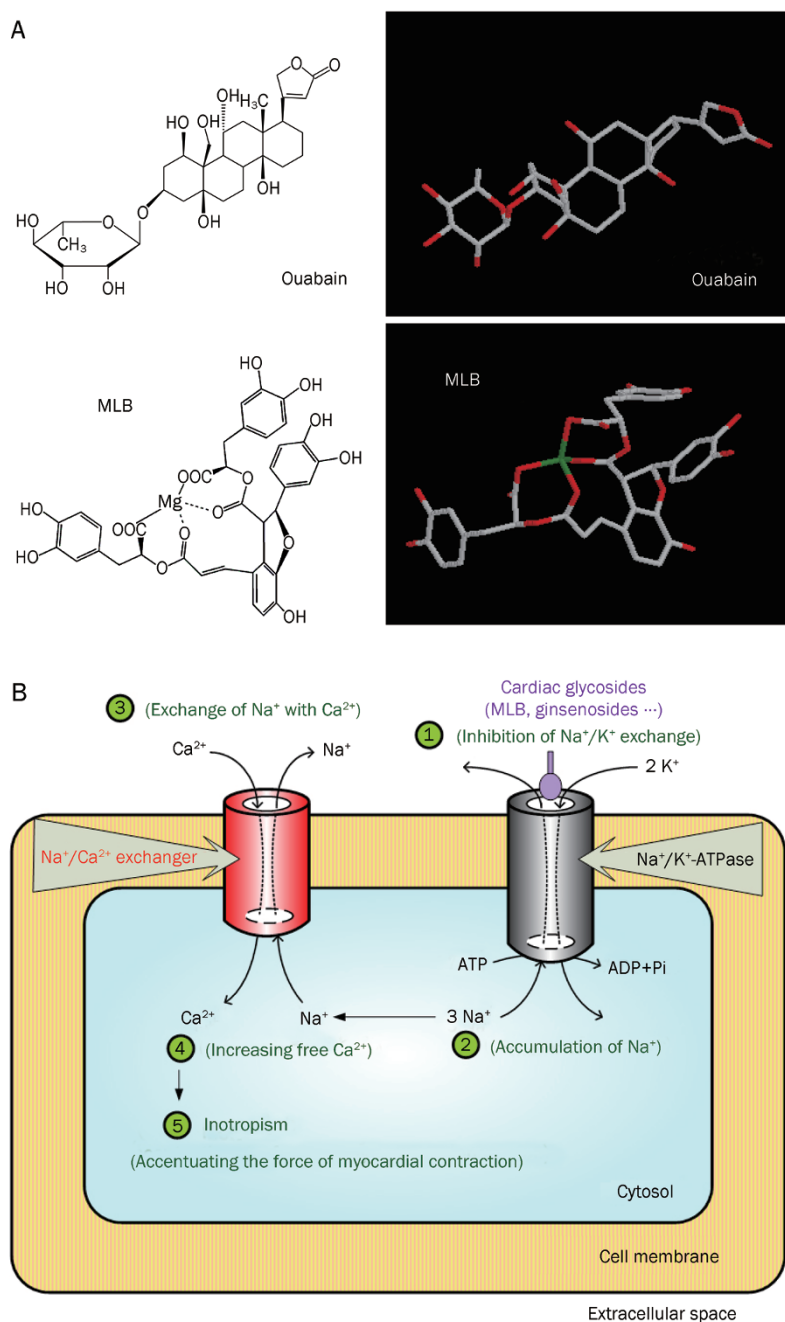 A
O
O
H₃C
OH
OH
HO
OH
OH
O
O
HO
CH₃
HO
OH
Ouabain
Ouabain
MLB
OH
OH
OH
OH
O
OOC
O
Mg
OOC
O
HO
HO
O
O
OH
MLB
B
3 (Exchange of Na⁺ with Ca²⁺)
Ca²⁺
Na⁺
Cardiac glycosides
(MLB, ginsenosides ···)
1 (Inhibition of Na⁺/K⁺ exchange)
2 K⁺
Na⁺/Ca²⁺ exchanger
Na⁺/K⁺-ATPase
ATP
ADP+Pi
Ca²⁺
Na⁺
3 Na⁺
4 (Increasing free Ca²⁺)
2 (Accumulation of Na⁺)
5 Inotropism
(Accentuating the force of myocardial contraction)
Cytosol
Cell membrane
Extracellular space